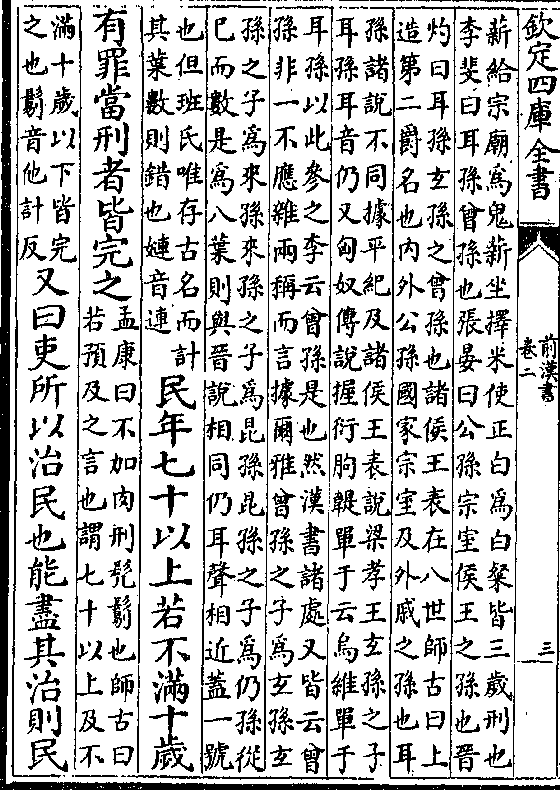 欽定四庫全書
前漢書
卷二
三
薪給宗廟為鬼薪坐擇米使正白為白粲皆三歲刑也
李斐曰耳孫曾孫也張晏曰公孫宗室侯王之孫也晉
灼曰耳孫玄孫之曾孫也諸侯王表在八世師古曰上
造第二爵名也内外公孫國家宗室及外戚之孫也耳
孫諸說不同據平紀及諸侯王表說梁孝王玄孫之子
耳孫耳音仍又匈奴傳說握衍朐鞮單于云烏維單于
耳孫以此參之李云曾孫是也然漢書諸處又皆云曾
孫非一不應雜兩稱而言據爾雅曾孫之子為玄孫玄
孫之子為來孫來孫之子為昆孫昆孫之子為仍孫從
已而數是為八葉則與晉說相同仍耳聲相近蓋一號
也但班氏唯存古名而計
其葉數則錯也音連
民年七十以上若不滿十歲
有罪當刑者皆完之
孟康曰不加肉刑髡鬀也師古曰
若預及之言也謂七十以上及不
滿十歲以下皆完
之也鬀音他計反
又曰吏所以治民也能盡其治則民